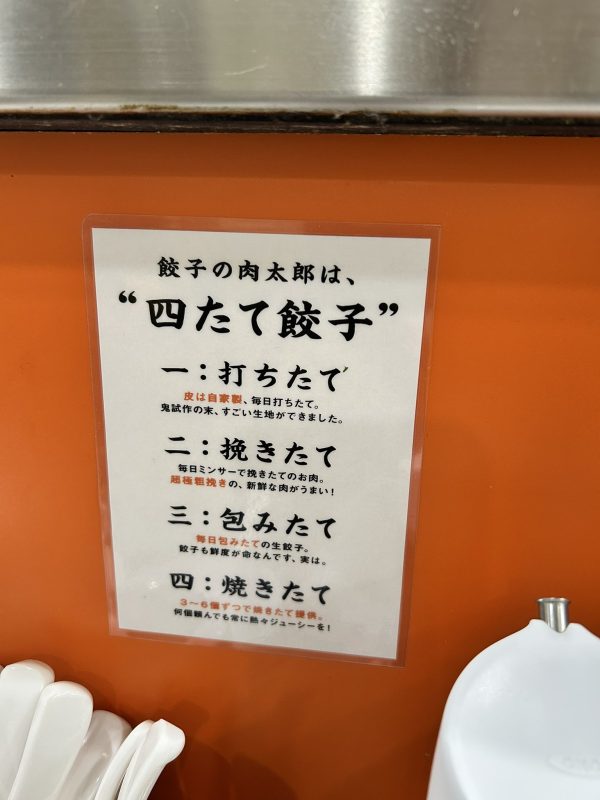 餃子の肉太郎は、
“四たて餃子”
一：打ちたて
皮は自家製、毎日打ちたて。
鬼試作の末、すごい生地ができました。
二：挽きたて
毎日ミンサーで挽きたてのお肉。
超極粗挽きの、新鮮な肉がうまい！
三：包みたて
毎日包みたての生餃子。
餃子も鮮度が命なんです、実は。
四：焼きたて
3〜6個ずつで焼きたて提供。
何個頼んでも常に熱々ジューシーを！